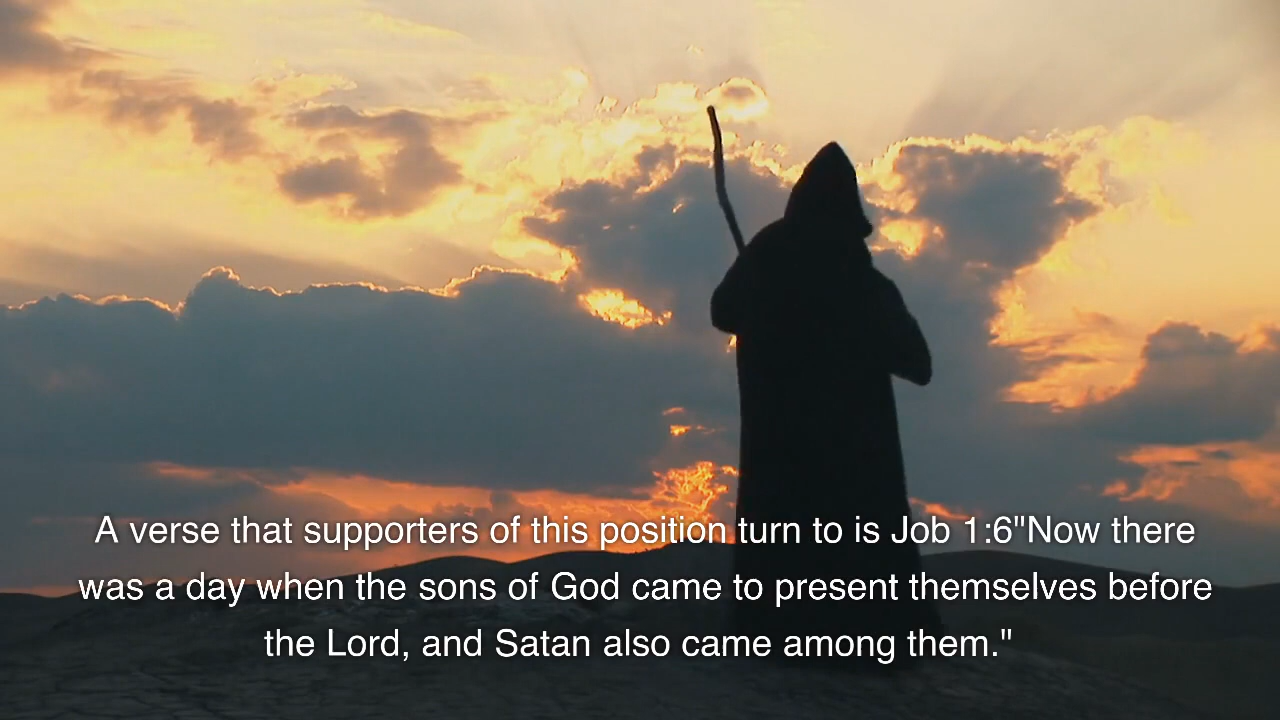 A verse that supporters of this position turn to is Job 1:6"Now there
was a day when the sons of God came to present themselves before
the Lord, and Satan also came among them."